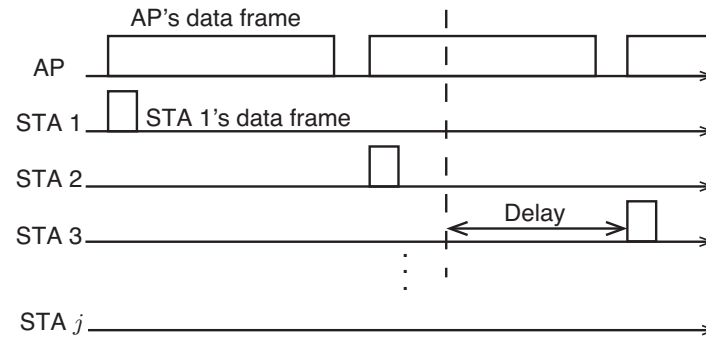 AP's data frame
AP
STA 1
STA 1's data frame
STA 2
Delay
STA 3
STA j